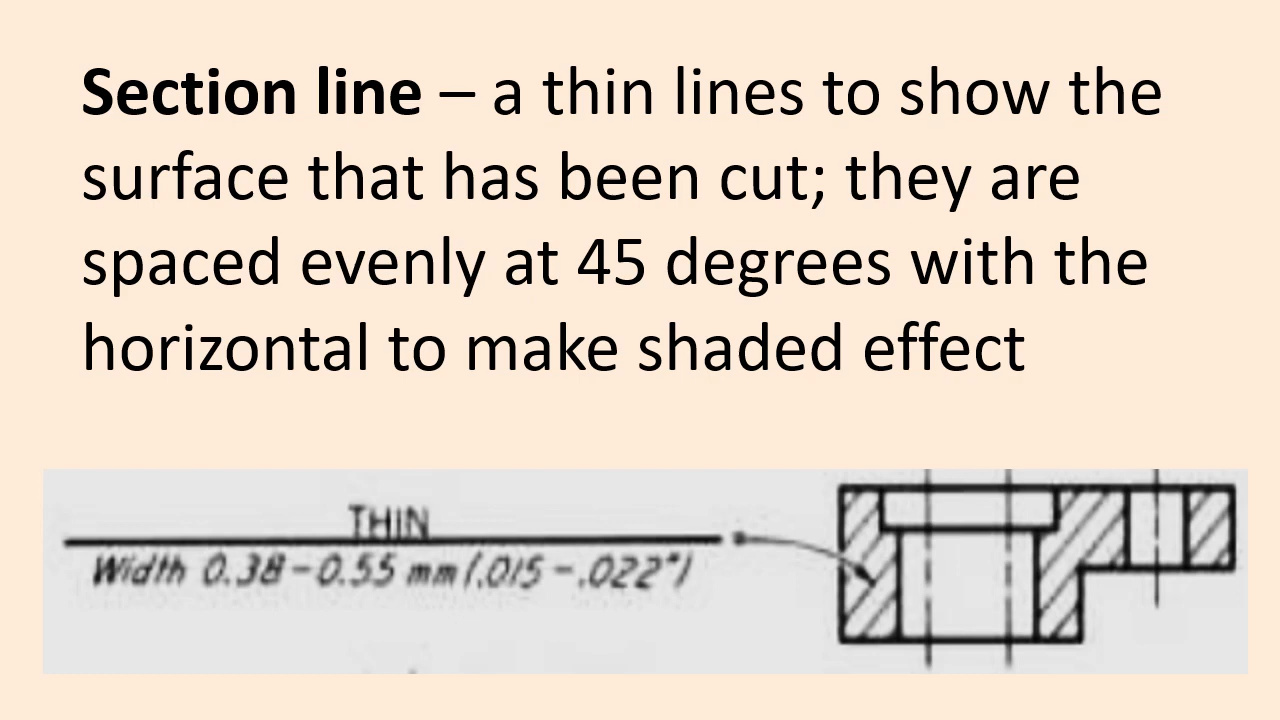 Section line – a thin lines to show the
surface that has been cut; they are
spaced evenly at 45 degrees with the
horizontal to make shaded effect
THIN
Width 0.38-0.55 mm (.015-.022")